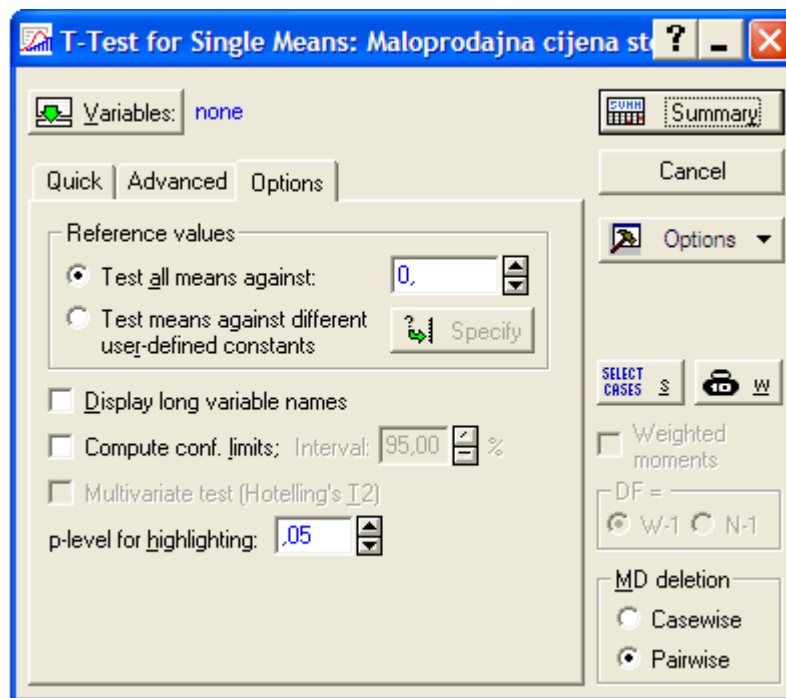 T-Test for Single Means: Maloprodajna cijena
Variables: none
Summary
Quick Advanced Options
Cancel
Options
Reference values
Test all means against: 0,
Test means against different
user-defined constants
Specify
Display long variable names
Compute conf. limits; Interval: 95,00 %
Multivariate test (Hotelling's T2)
p-level for highlighting: ,05
SELECT
CASES S
W
Weighted
moments
DF =
W-1 N-1
MD deletion
Casewise
Pairwise